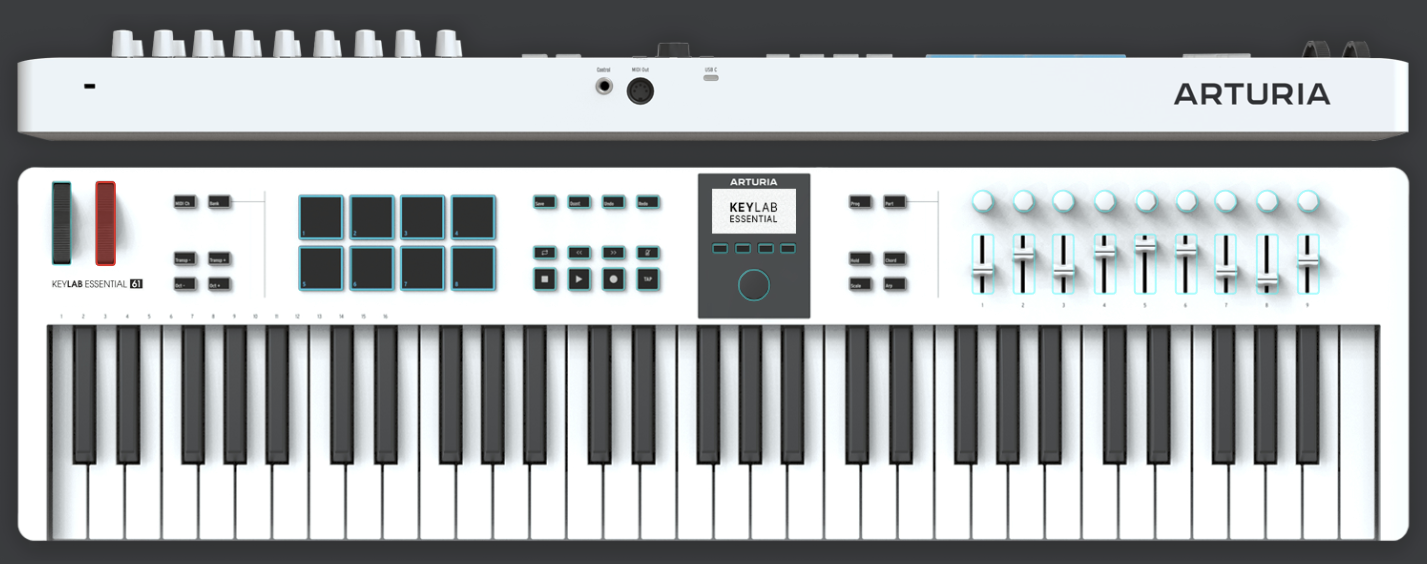 Control
MIDI Out
USB C
ARTURIA
MIDI Ch
Bank
Transp -
Transp +
Oct -
Oct +
KEYLAB ESSENTIAL 61
1 2 3 4
5 6 7 8
Save
Undo
Redo
TAP
ARTURIA
KEYLAB
ESSENTIAL
Prog
Part
Hold
Chord
Scale
Arp
1 2 3 4 5 6 7 8 9
1 2 3 4 5 6 7 8 9 10 11 12 13 14 15 16